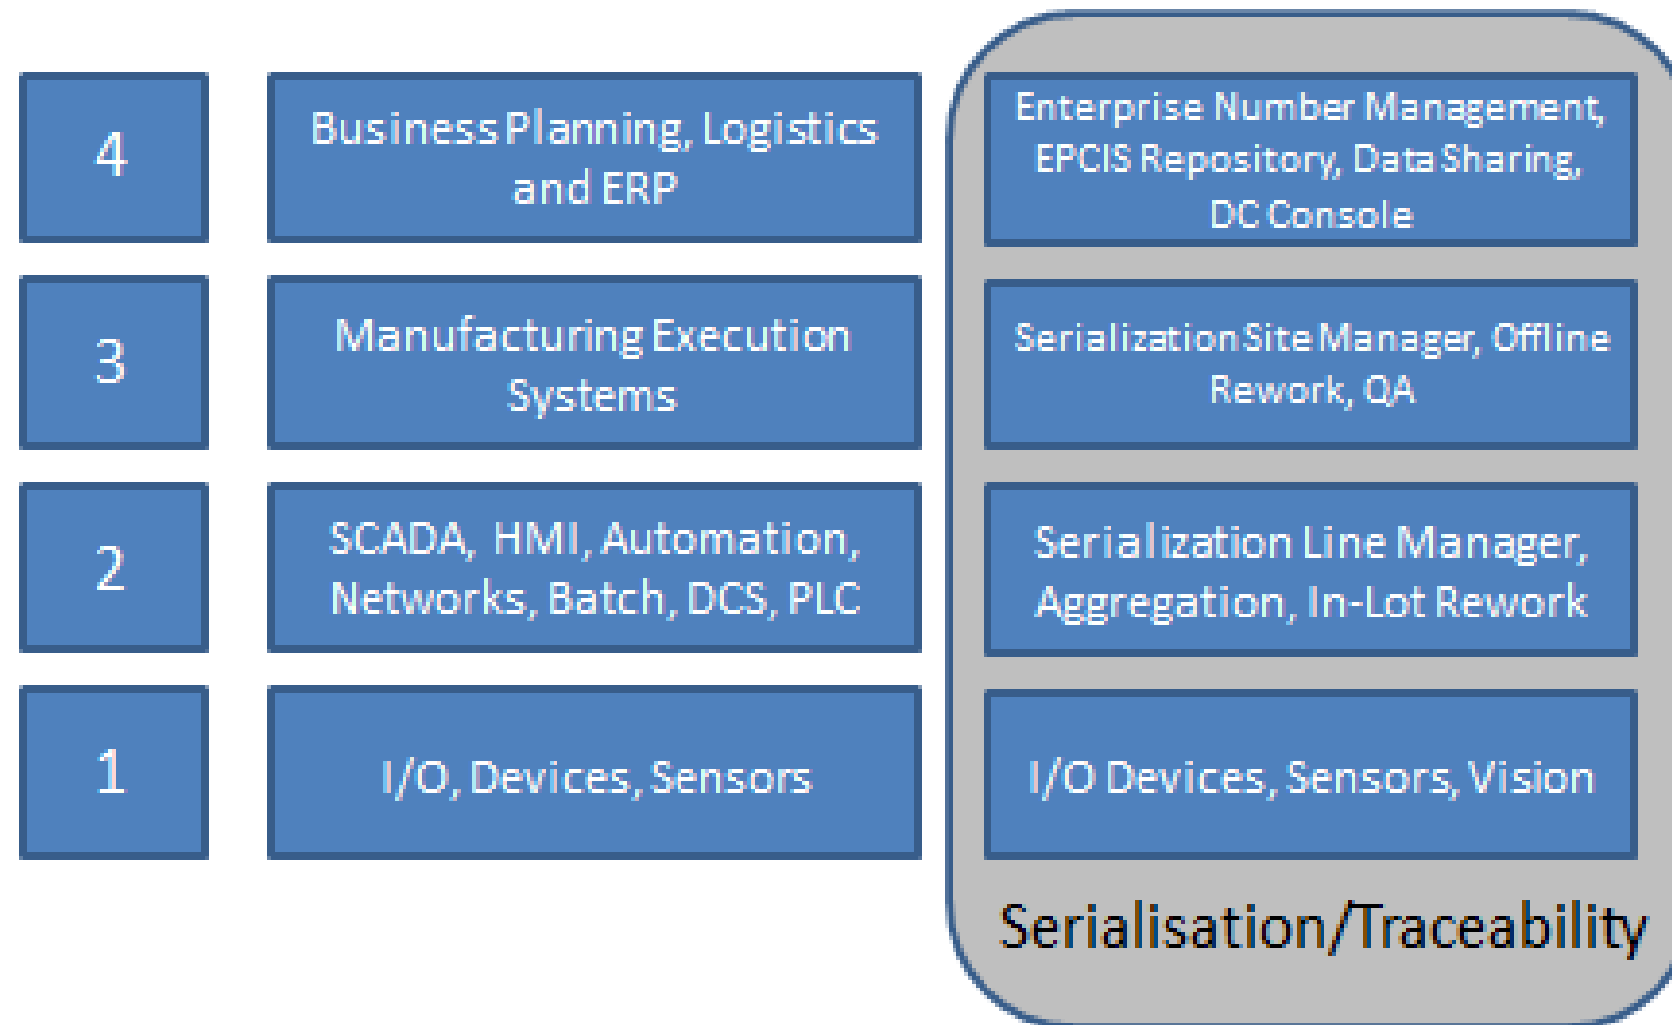 4
Business Planning, Logistics
and ERP
Enterprise Number Management,
EPCIS Repository, Data Sharing,
DC Console
3
Manufacturing Execution
Systems
Serialization Site Manager, Offline
Rework, QA
2
SCADA, HMI, Automation,
Networks, Batch, DCS, PLC
Serialization Line Manager,
Aggregation, In-Lot Rework
1
I/O, Devices, Sensors
I/O Devices, Sensors, Vision
Serialisation/Traceability